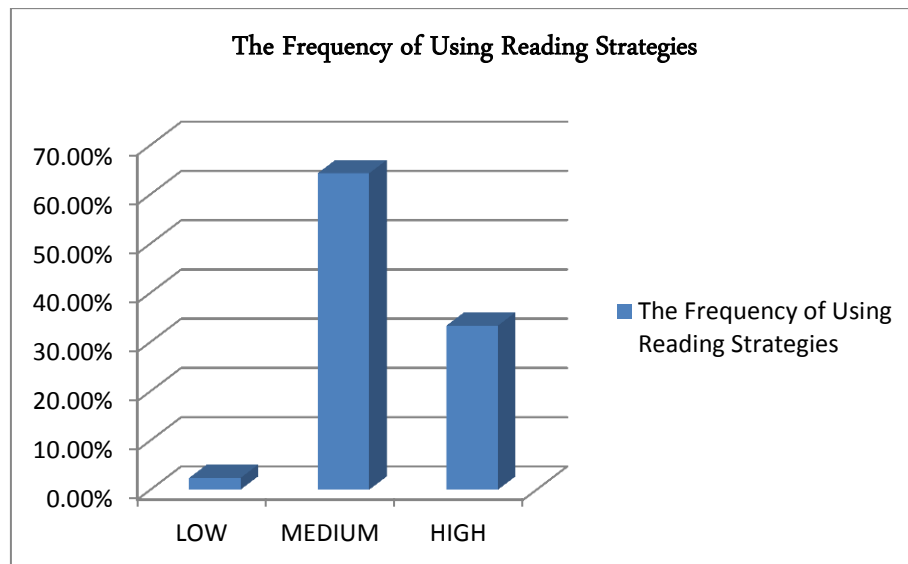 The Frequency of Using Reading Strategies
70.00%
60.00%
50.00%
40.00%
30.00%
20.00%
10.00%
0.00%
LOW MEDIUM HIGH
The Frequency of Using
Reading Strategies